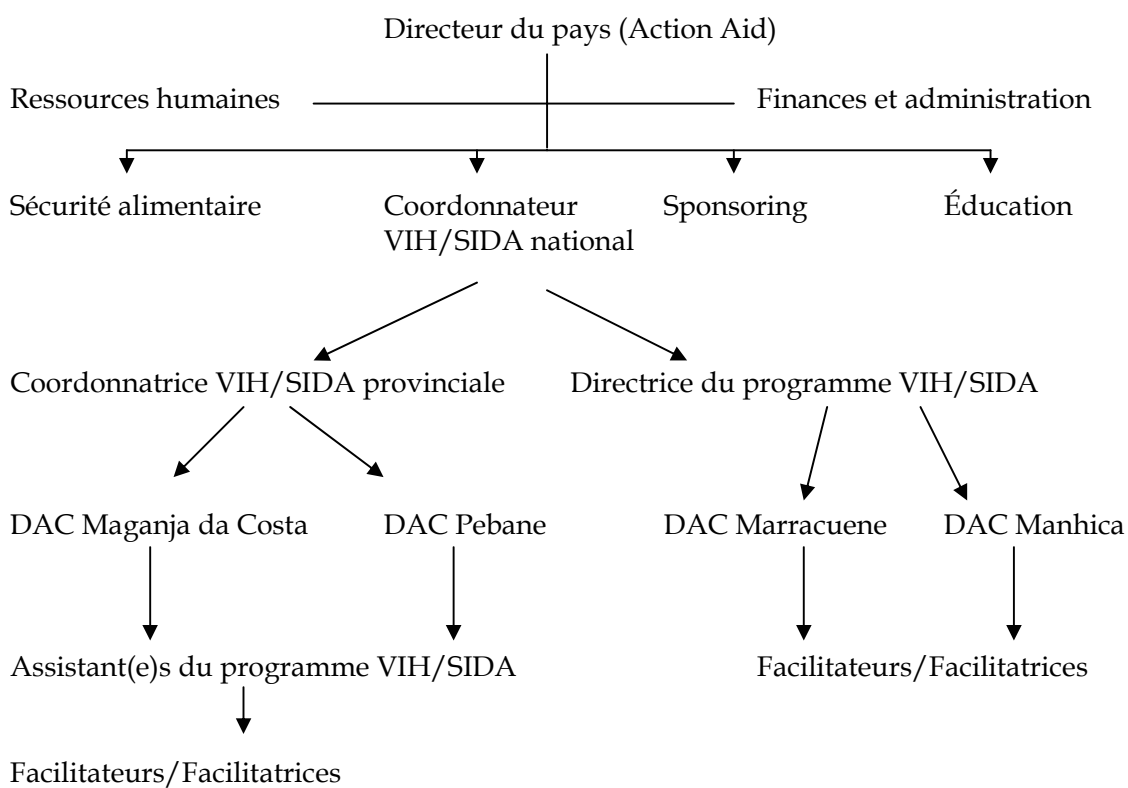 Directeur du pays (Action Aid)
Ressources humaines
Finances et administration
Sécurité alimentaire
Coordonnateur
VIH/SIDA national
Sponsoring
Éducation
Coordonnatrice VIH/SIDA provinciale
Directrice du programme VIH/SIDA
DAC Maganja da Costa
DAC Pebane
DAC Marracuene
DAC Manhica
Assistant(e)s du programme VIH/SIDA
Facilitateurs/Facilitatrices
Facilitateurs/Facilitatrices